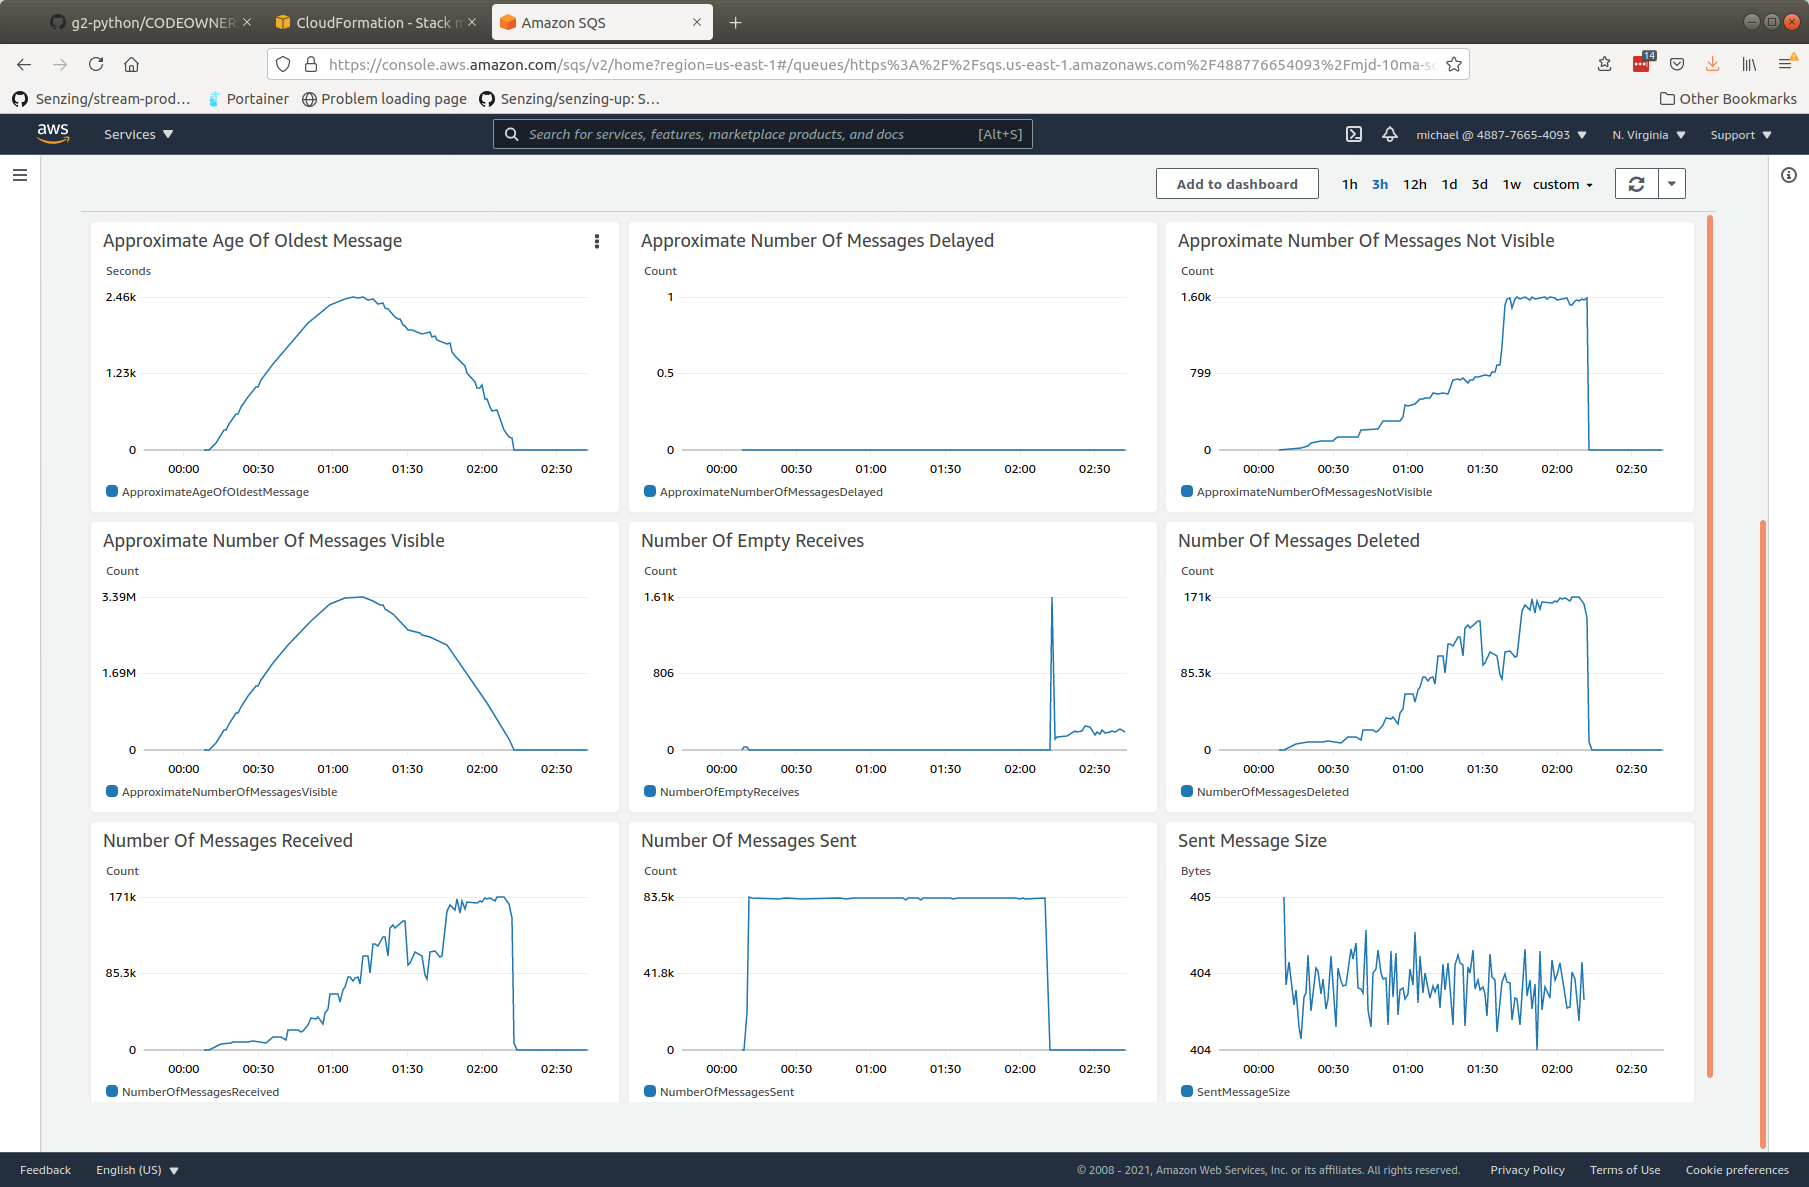 g2-python/CODEOWNER
CloudFormation - Stack m
Amazon SQS
https://console.aws.amazon.com/sqs/v2/home?region=us-east-1#/queues/https%3A%2F%2Fsqs.us-east-1.amazonaws.com%2F488776654093%2Fmjd-10ma-sc
14
Senzing/stream-prod…
Portainer
Problem loading page
Senzing/senzing-up: S…
Other Bookmarks
aws
Services
Search for services, features, marketplace products, and docs
[Alt+S]
michael @ 4887-7665-4093
N. Virginia
Support
Add to dashboard
1h 3h 12h 1d 3d 1w custom
Approximate Age Of Oldest Message
Seconds
2.46k
1.23k
0
00:00 00:30 01:00 01:30 02:00 02:30
ApproximateAgeOfOldestMessage
Approximate Number Of Messages Delayed
Count
1
0.5
0
00:00 00:30 01:00 01:30 02:00 02:30
ApproximateNumberOfMessagesDelayed
Approximate Number Of Messages Not Visible
Count
1.60k
799
0
00:00 00:30 01:00 01:30 02:00 02:30
ApproximateNumberOfMessagesNotVisible
Approximate Number Of Messages Visible
Count
3.39M
1.69M
0
00:00 00:30 01:00 01:30 02:00 02:30
ApproximateNumberOfMessagesVisible
Number Of Empty Receives
Count
1.61k
806
0
00:00 00:30 01:00 01:30 02:00 02:30
NumberOfEmptyReceives
Number Of Messages Deleted
Count
171k
85.3k
0
00:00 00:30 01:00 01:30 02:00 02:30
NumberOfMessagesDeleted
Number Of Messages Received
Count
171k
85.3k
0
00:00 00:30 01:00 01:30 02:00 02:30
NumberOfMessagesReceived
Number Of Messages Sent
Count
83.5k
41.8k
0
00:00 00:30 01:00 01:30 02:00 02:30
NumberOfMessagesSent
Sent Message Size
Bytes
405
404
404
00:00 00:30 01:00 01:30 02:00 02:30
SentMessageSize
Feedback
English (US)
© 2008 - 2021, Amazon Web Services, Inc. or its affiliates. All rights reserved.
Privacy Policy
Terms of Use
Cookie preferences